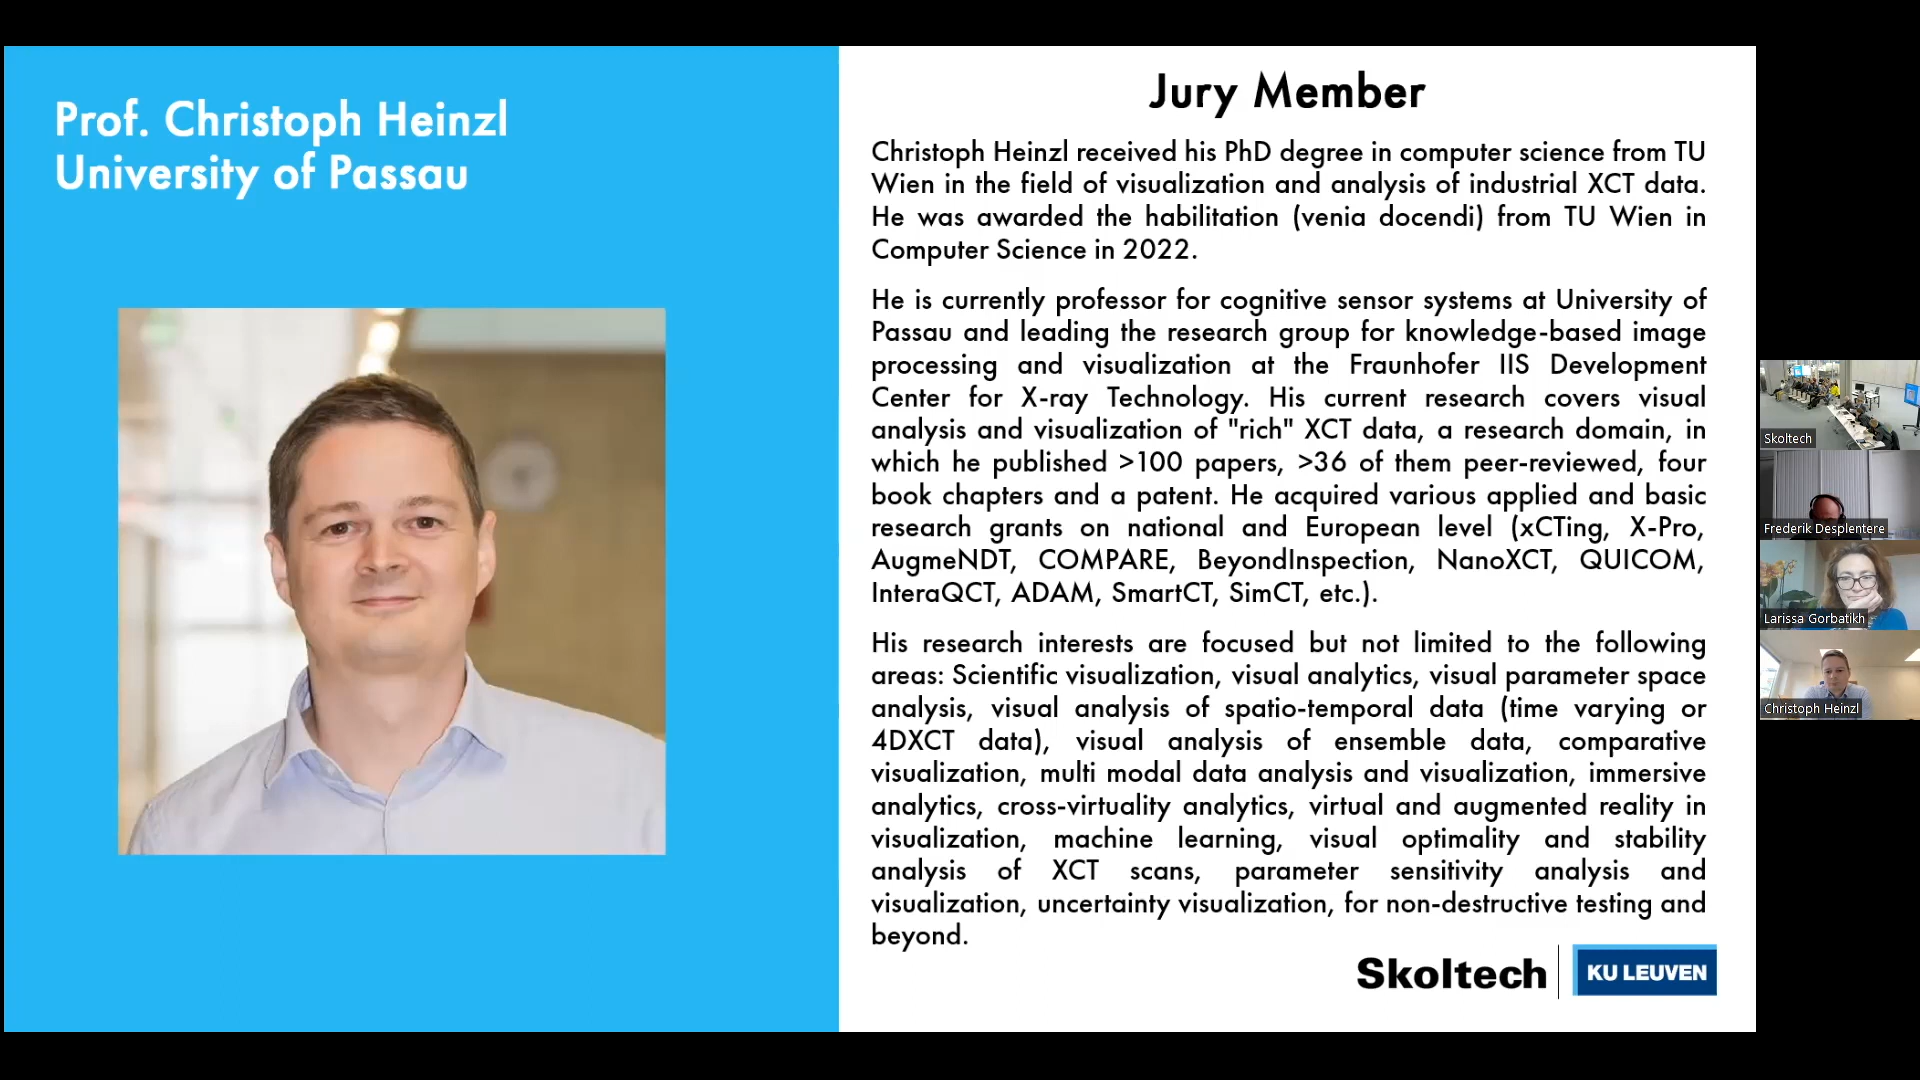 Prof. Christoph Heinzl
University of Passau
Jury Member
Christoph Heinzl received his PhD degree in computer science from TU
Wien in the field of visualization and analysis of industrial XCT data.
He was awarded the habilitation (venia docendi) from TU Wien in
Computer Science in 2022.
He is currently professor for cognitive sensor systems at University of
Passau and leading the research group for knowledge-based image
processing and visualization at the Fraunhofer IIS Development
Center for X-ray Technology. His current research covers visual
analysis and visualization of "rich" XCT data, a research domain, in
which he published >100 papers, >36 of them peer-reviewed, four
book chapters and a patent. He acquired various applied and basic
research grants on national and European level (xCTing, X-Pro,
AugmeNDT, COMPARE, BeyondInspection, NanoXCT, QUICOM,
InteraQCT, ADAM, SmartCT, SimCT, etc.).
His research interests are focused but not limited to the following
areas: Scientific visualization, visual analytics, visual parameter space
analysis, visual analysis of spatio-temporal data (time varying or
4DXCT data), visual analysis of ensemble data, comparative
visualization, multi modal data analysis and visualization, immersive
analytics, cross-virtuality analytics, virtual and augmented reality in
visualization, machine learning, visual optimality and stability
analysis of XCT scans, parameter sensitivity analysis and
visualization, uncertainty visualization, for non-destructive testing and
beyond.
Skoltech
KU LEUVEN
Skoltech
Frederik Desplentere
Larissa Gorbatikh
Christoph Heinzl